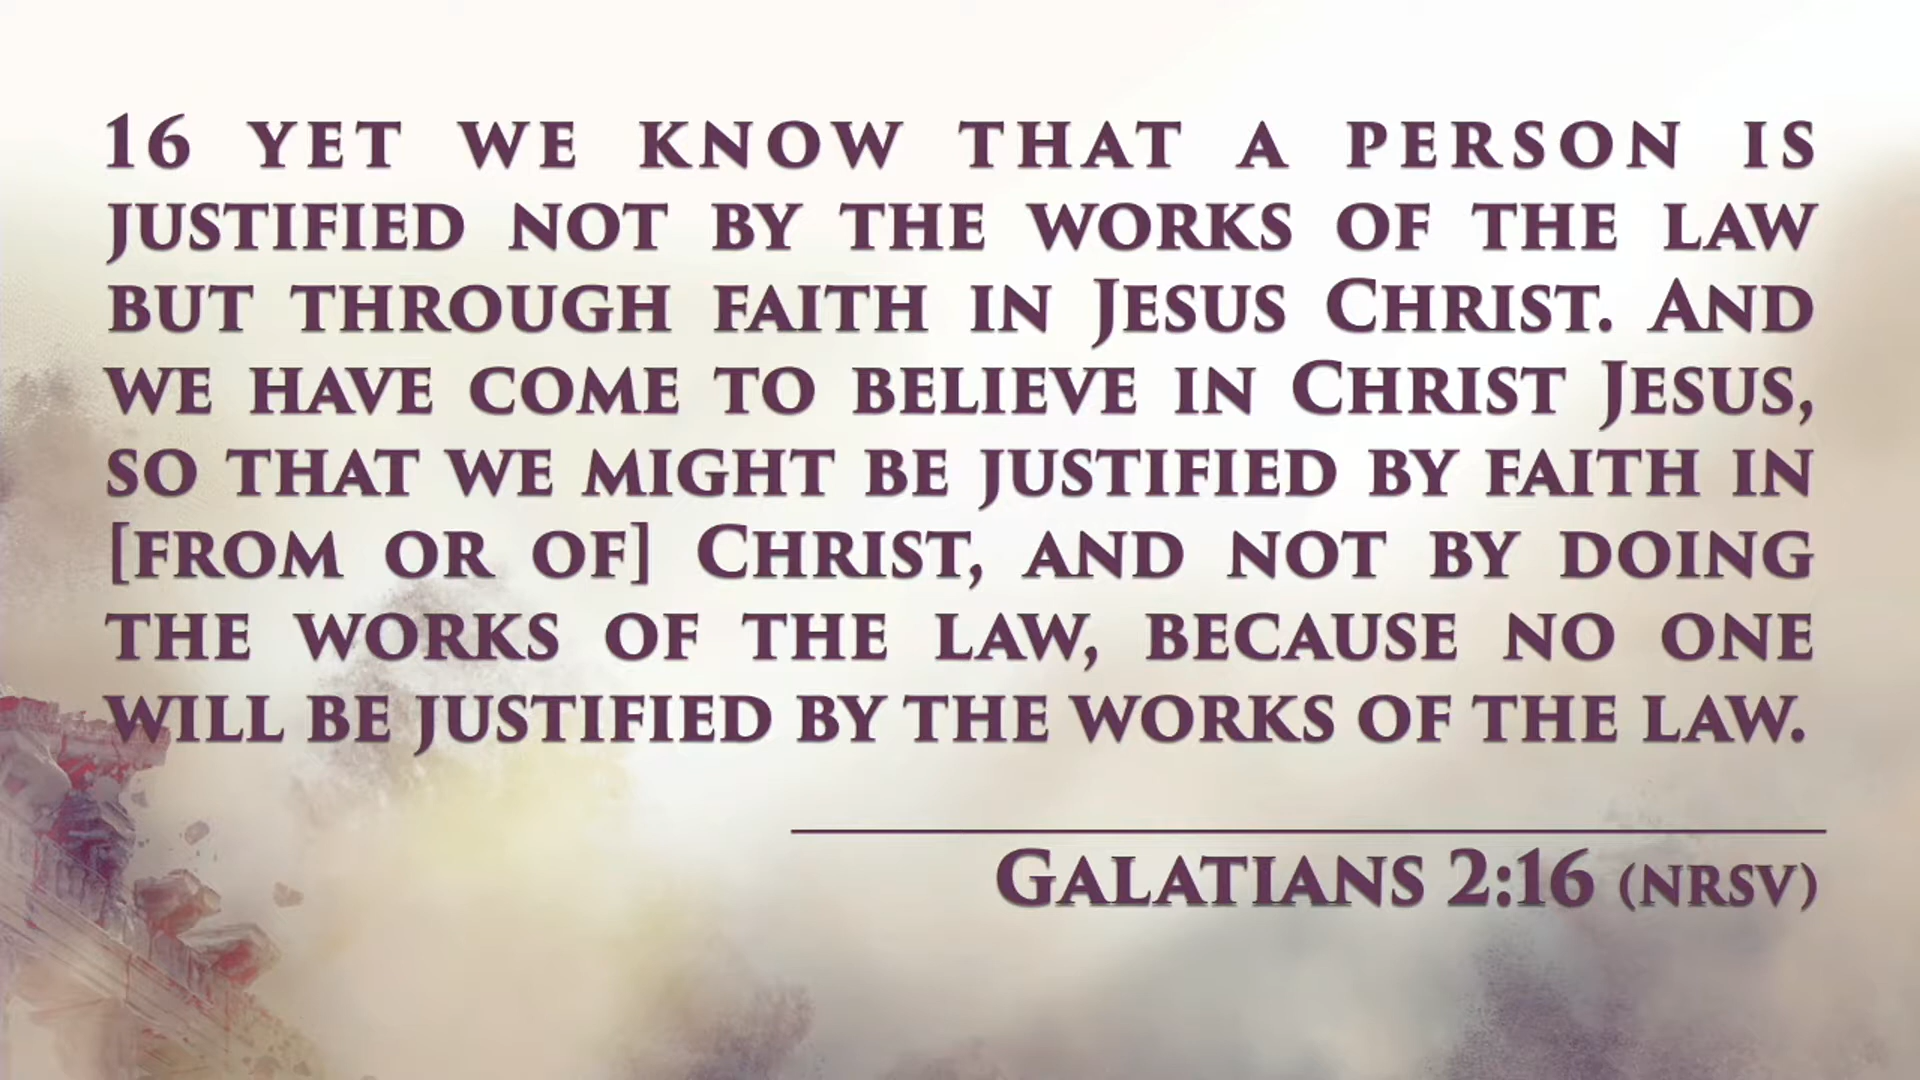 16 YET WE KNOW THAT A PERSON IS
JUSTIFIED NOT BY THE WORKS OF THE LAW
BUT THROUGH FAITH IN JESUS CHRIST. AND
WE HAVE COME TO BELIEVE IN CHRIST JESUS,
SO THAT WE MIGHT BE JUSTIFIED BY FAITH IN
[FROM OR OF] CHRIST, AND NOT BY DOING
THE WORKS OF THE LAW, BECAUSE NO ONE
WILL BE JUSTIFIED BY THE WORKS OF THE LAW.
GALATIANS 2:16 (NRSV)